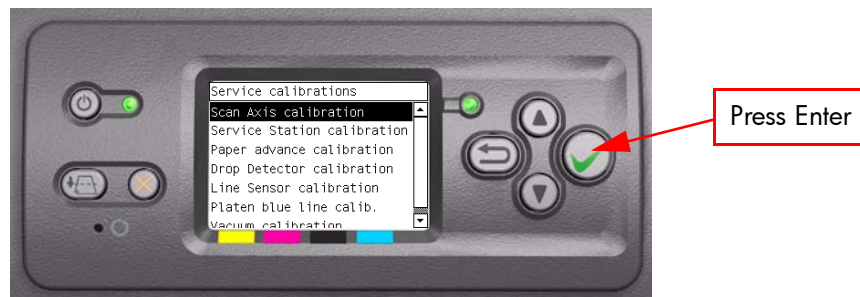 Service calibrations
Scan Axis calibration
Service Station calibration
Paper advance calibration
Drop Detector calibration
Line Sensor calibration
Platen blue line calib.
Vacuum calibration
Press Enter